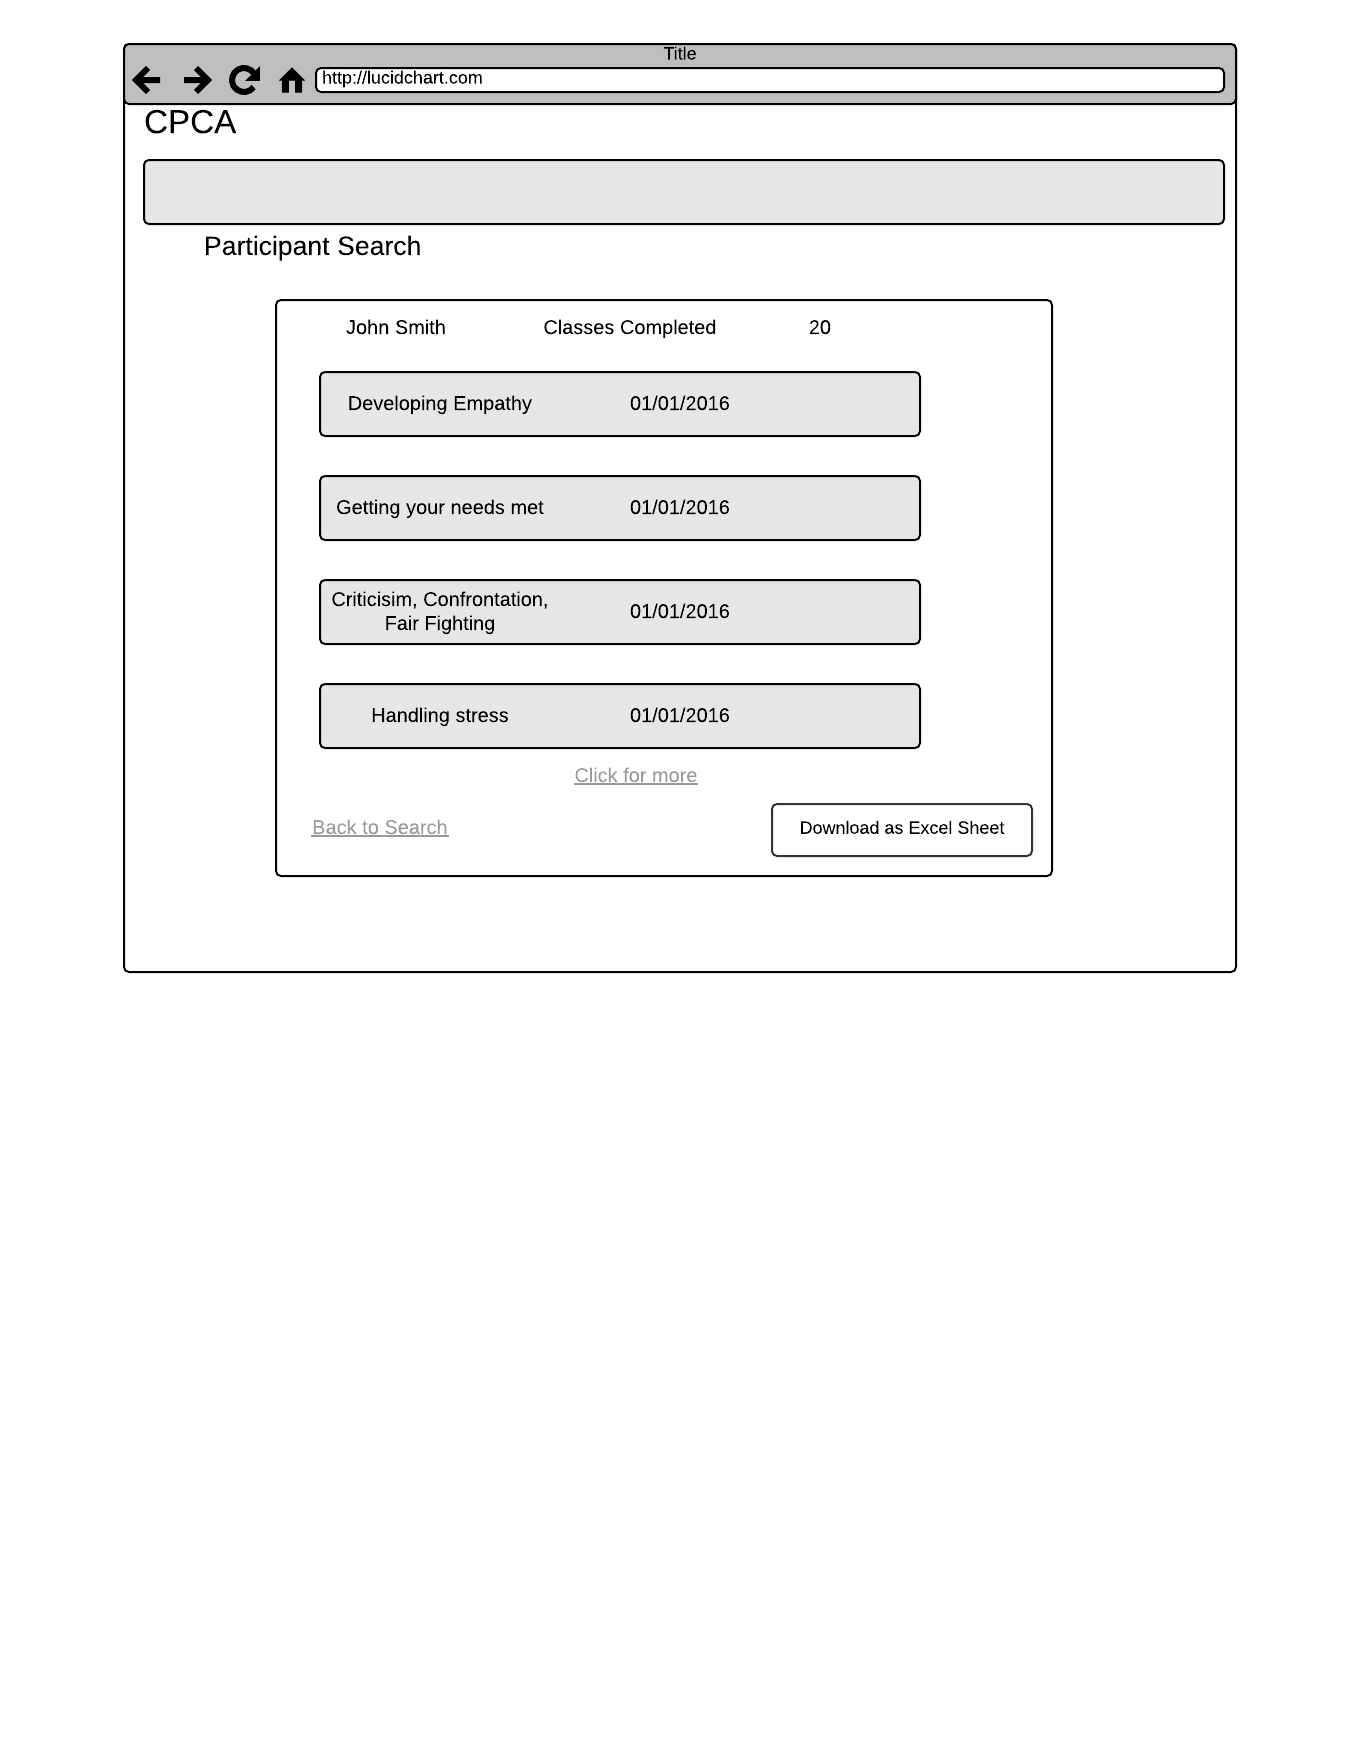 Title
http://lucidchart.com
CPCA
Participant Search
John Smith Classes Completed 20
Developing Empathy 01/01/2016
Getting your needs met 01/01/2016
Criticisim, Confrontation,
Fair Fighting 01/01/2016
Handling stress 01/01/2016
Click for more
Back to Search Download as Excel Sheet